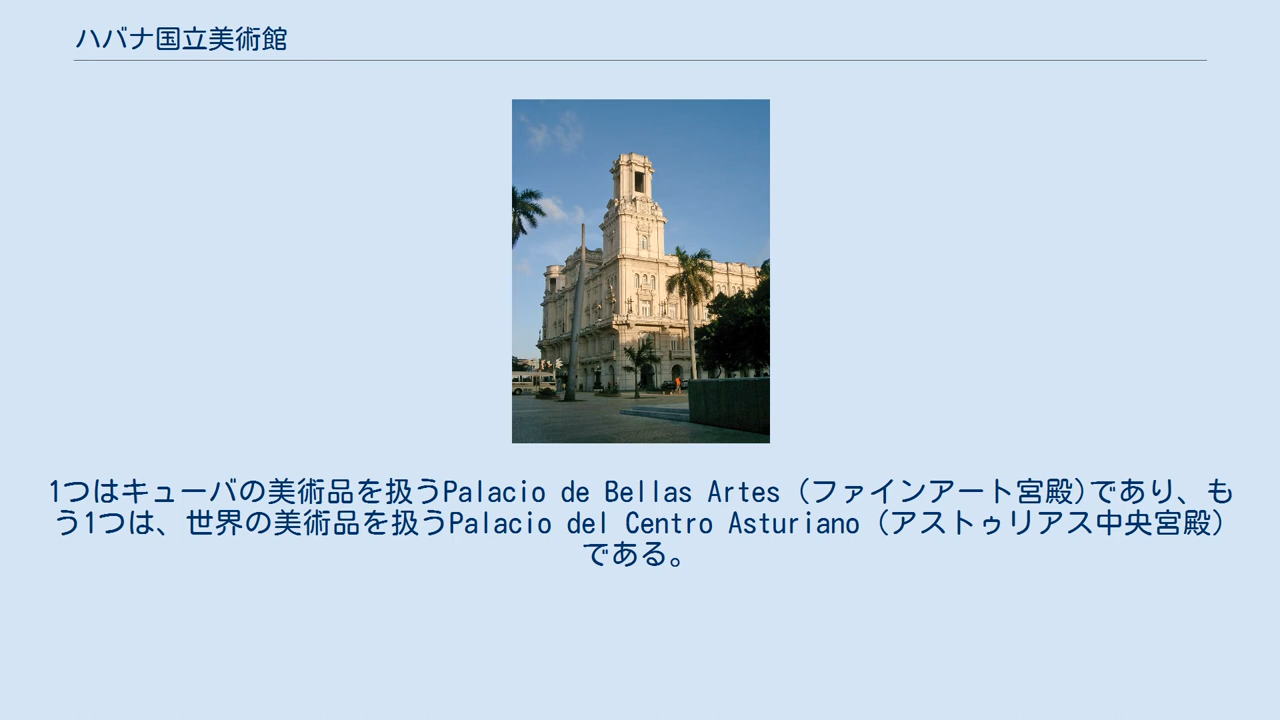 ハバナ国立美術館
1つはキューバの美術品を扱うPalacio de Bellas Artes (ファインアート宮殿)であり、も
う1つは、世界の美術品を扱うPalacio del Centro Asturiano (アストゥリアス中央宮殿)
である。